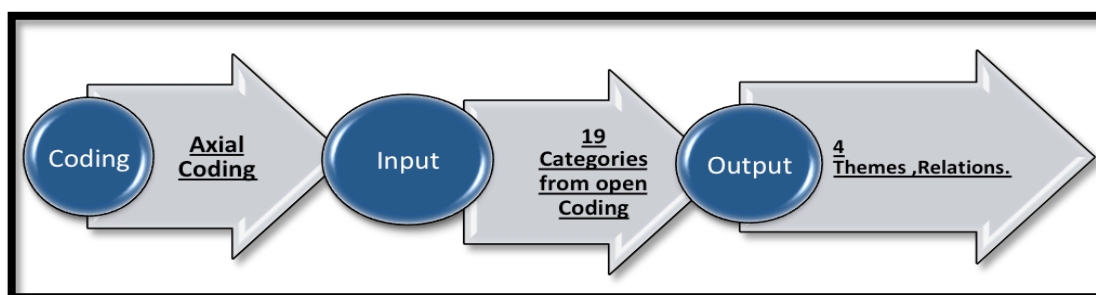 Coding
Axial
Coding
Input
19
Categories
from open
Coding
Output
4
Themes ,Relations.